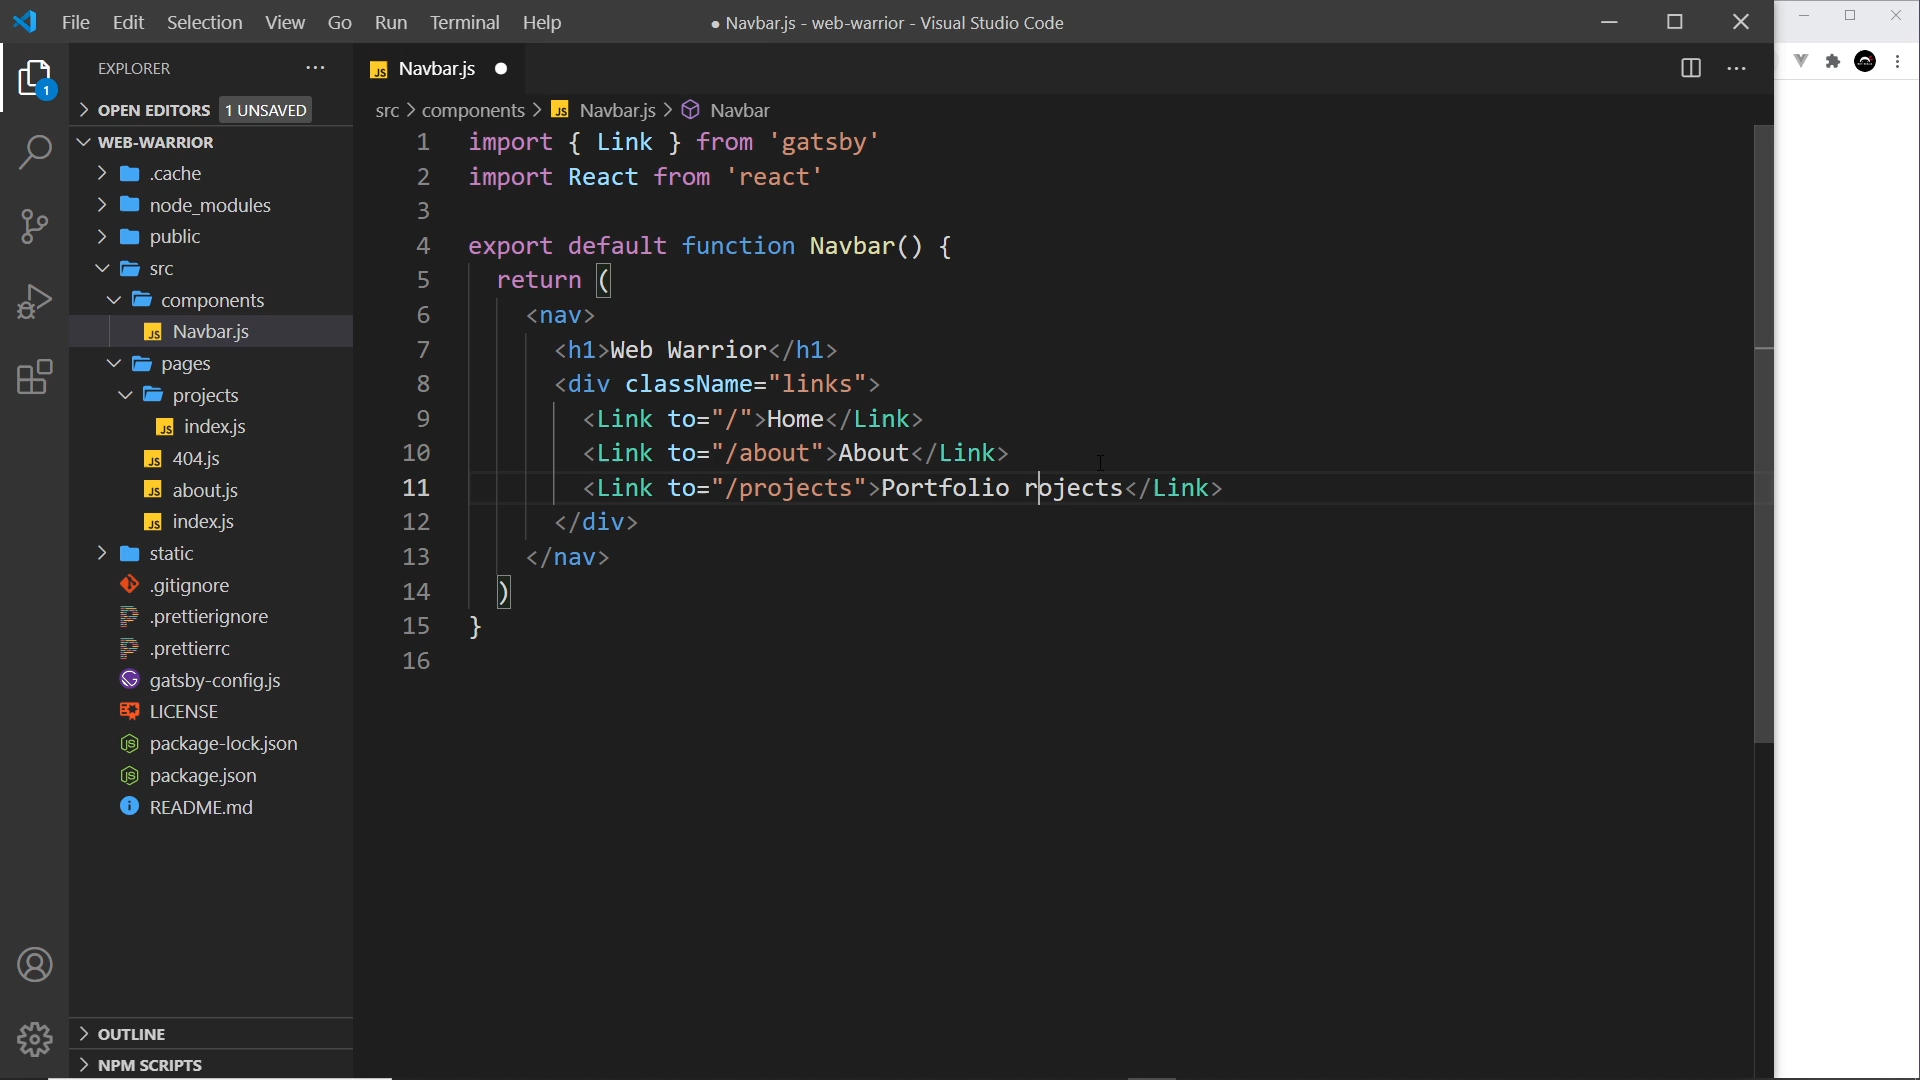 File Edit Selection View Go Run Terminal Help
● Navbar.js - web-warrior - Visual Studio Code
EXPLORER
1
OPEN EDITORS 1 UNSAVED
WEB-WARRIOR
.cache
node_modules
public
src
components
Navbar.js
pages
projects
index.js
404.js
about.js
index.js
static
.gitignore
.prettierignore
.prettierrc
gatsby-config.js
LICENSE
package-lock.json
package.json
README.md
OUTLINE
NPM SCRIPTS
JS Navbar.js ●
src > components > JS Navbar.js > Navbar
1 import { Link } from 'gatsby'
2 import React from 'react'
3
4 export default function Navbar() {
5 return (
6 <nav>
7 <h1>Web Warrior</h1>
8 <div className="links">
9 <Link to="/">Home</Link>
10 <Link to="/about">About</Link>
11 <Link to="/projects">Portfolio rojects</Link>
12 </div>
13 </nav>
14 )
15 }
16